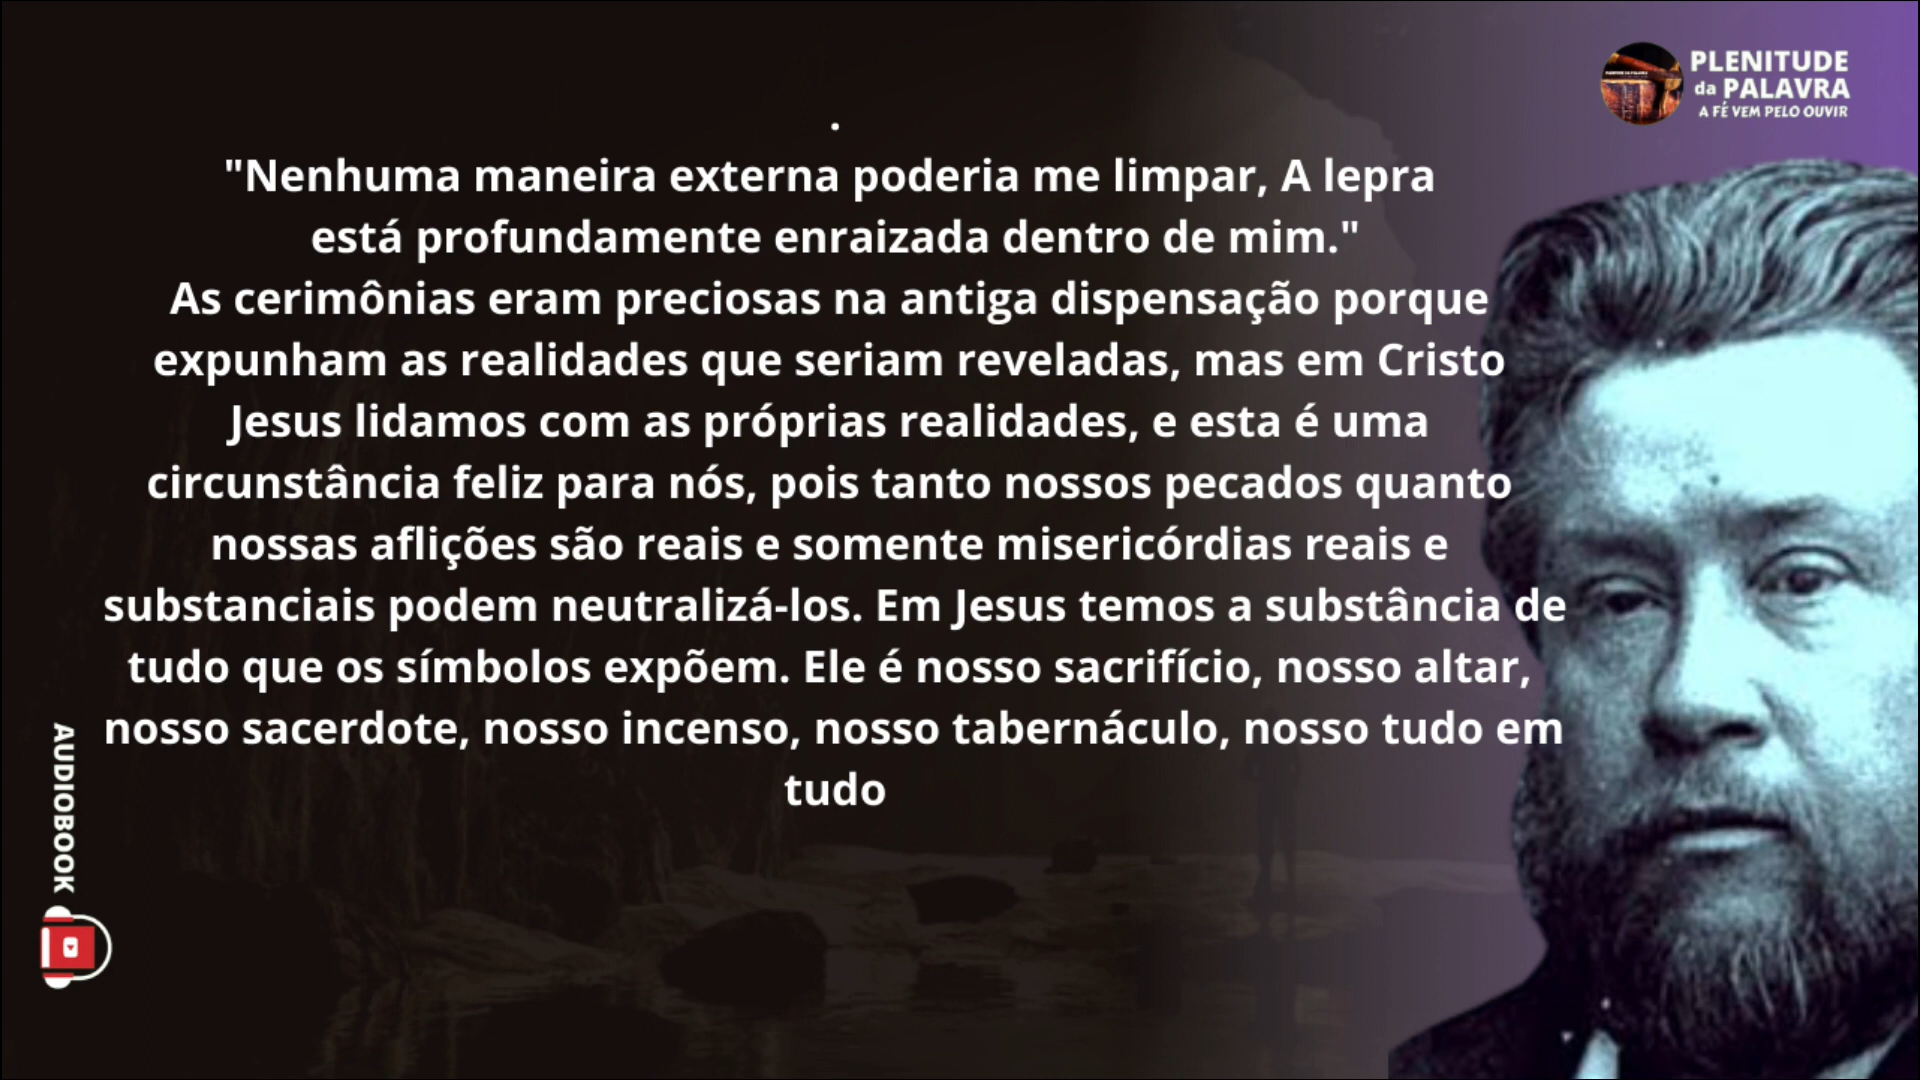 PLENITUDE
da PALAVRA
A FÉ VEM PELO OUVIR
.
"Nenhuma maneira externa poderia me limpar, A lepra
está profundamente enraizada dentro de mim."
As cerimônias eram preciosas na antiga dispensação porque
expunham as realidades que seriam reveladas, mas em Cristo
Jesus lidamos com as próprias realidades, e esta é uma
circunstância feliz para nós, pois tanto nossos pecados quanto
nossas aflições são reais e somente misericórdias reais e
substanciais podem neutralizá-los. Em Jesus temos a substância de
tudo que os símbolos expõem. Ele é nosso sacrifício, nosso altar,
nosso sacerdote, nosso incenso, nosso tabernáculo, nosso tudo em
tudo
AUDIOBOOK